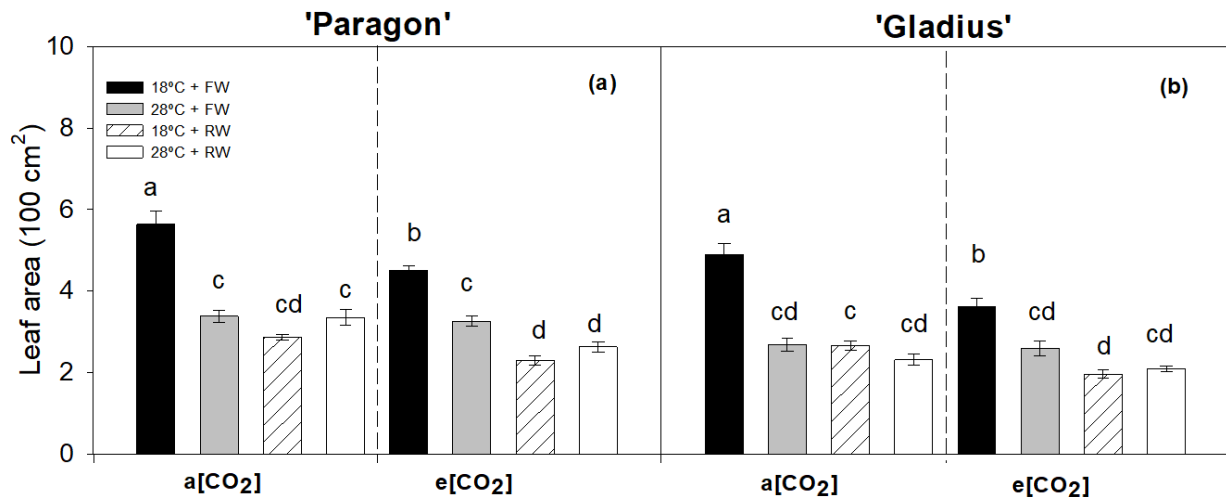 'Paragon'
'Gladius'
Leaf area (100 cm²)
10
8
6
4
2
0
18ºC + FW
28ºC + FW
18ºC + RW
28ºC + RW
(a)
(b)
a
c
cd
c
b
c
d
d
a
cd
c
cd
b
cd
d
cd
a[CO₂]
e[CO₂]
a[CO₂]
e[CO₂]